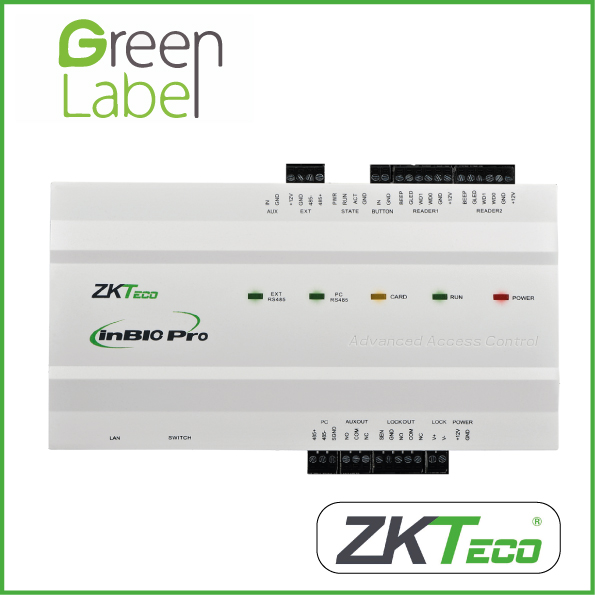 Green
Label
IN
GND
+12V
GND
485-
485+
PWR
RUN
ACT
GND
IN
GND
BEEP
GLED
WD1
WD0
GND
+12V
BEEP
GLED
WD1
WD0
GND
+12V
AUX
EXT
STATE
BUTTON
READER1
READER2
ZKTECO
EXT
RS485
PC
RS485
CARD
RUN
POWER
inBIO Pro
Advanced Access Control
PC
AUXOUT
LOCKOUT
LOCK
POWER
485+
485-
SGND
NO
COM
NC
SEN
GND
NO
COM
NC
V+
V-
+12V
GND
LAN
SWITCH
ZKTECO®